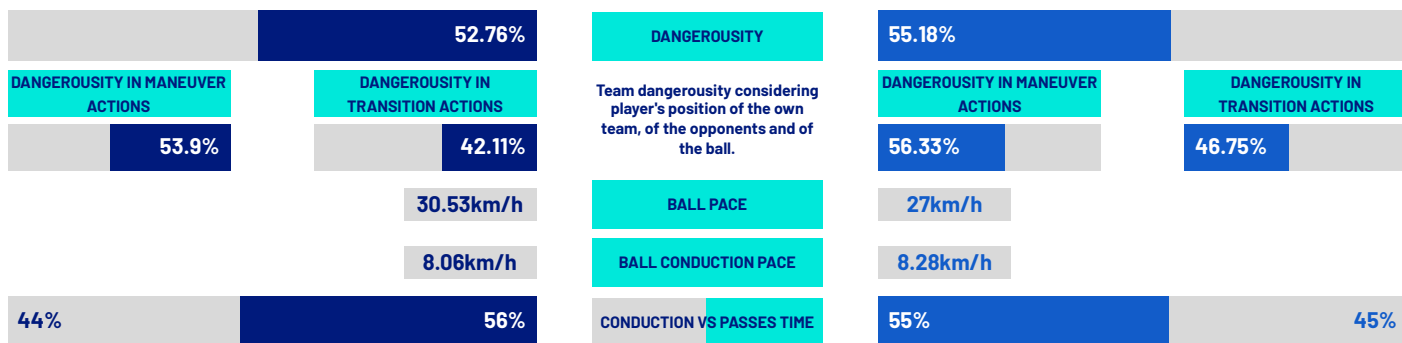 52.76%
DANGEROUSITY
55.18%
DANGEROUSITY IN MANEUVER
ACTIONS
DANGEROUSITY IN
TRANSITION ACTIONS
Team dangerousity considering
player's position of the own
team, of the opponents and of
the ball.
DANGEROUSITY IN MANEUVER
ACTIONS
DANGEROUSITY IN
TRANSITION ACTIONS
53.9%
42.11%
56.33%
46.75%
30.53km/h
BALL PACE
27km/h
8.06km/h
BALL CONDUCTION PACE
8.28km/h
44%
56%
CONDUCTION VS PASSES TIME
55%
45%